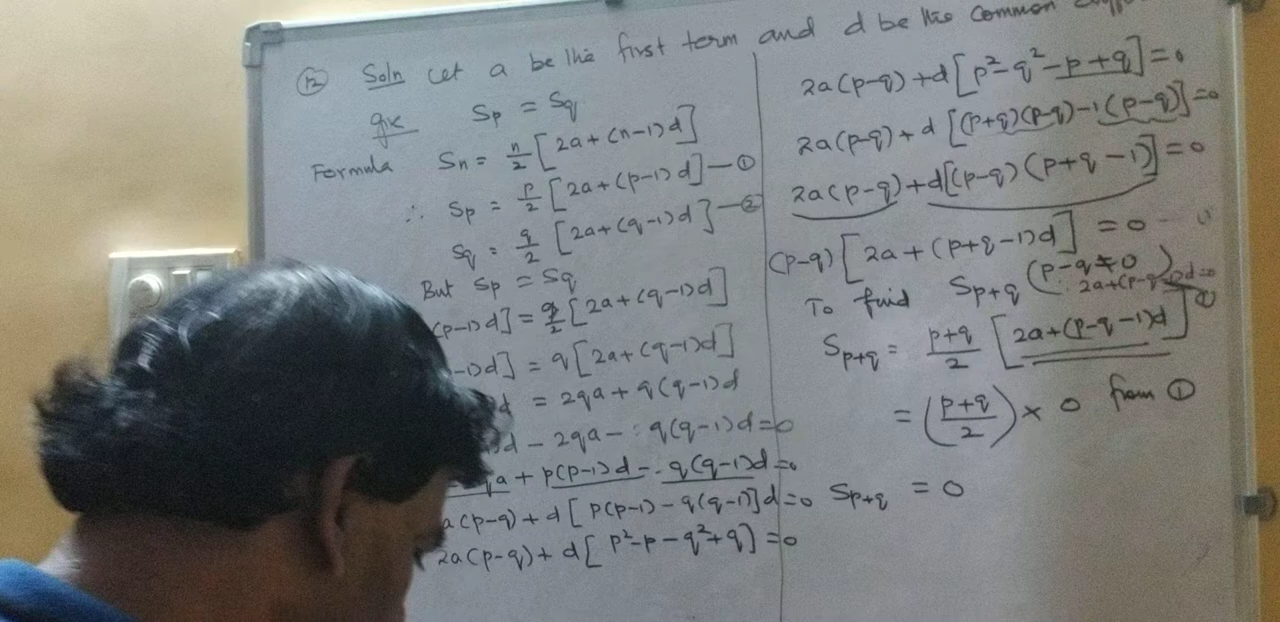 (12) Soln Let a be the first term and d be the common
give Sp = Sq
Formula Sn = n/2 [2a+(n-1)d]
∴ Sp = p/2 [2a+(p-1)d] — ①
Sq = q/2 [2a+(q-1)d] — ②
But Sp = Sq
(p-1)d] = q/2 [2a+(q-1)d]
-1)d] = q[2a+(q-1)d]
d = 2qa + q(q-1)d
)d - 2qa - q(q-1)d=0
qa + p(p-1)d - q(q-1)d=0
a(p-q)+d[p(p-1)-q(q-1)]d=0
2a(p-q)+d[p²-p-q²+q]=0
2a(p-q)+d[p²-q²-p+q]=0
2a(p-q)+d[(p+q)(p-q)-1(p-q)]=0
2a(p-q)+d[(p-q)(p+q-1)]=0
(p-q)[2a+(p+q-1)d]=0
(p-q≠0)
To find Sp+q
2a+(p-q-1)d=0
Sp+q = p+q/2 [2a+(p-q-1)d]
= (p+q/2) × 0 from ①
Sp+q = 0